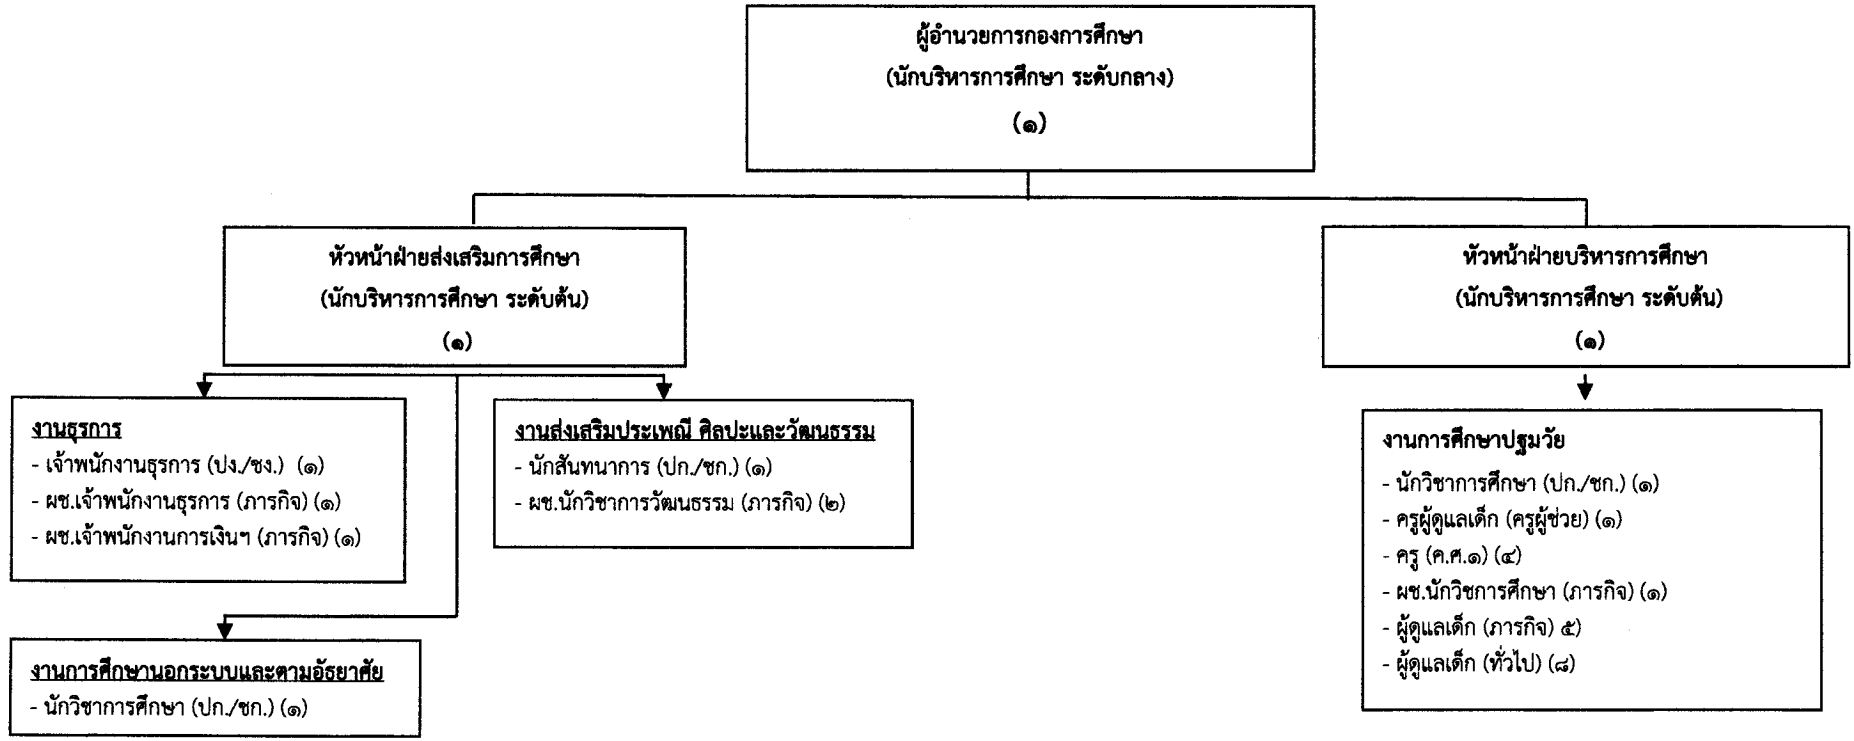 ผู้อำนวยการกองการศึกษา
(นักบริหารการศึกษา ระดับกลาง)
(๑)
หัวหน้าฝ่ายส่งเสริมการศึกษา
(นักบริหารการศึกษา ระดับต้น)
(๑)
หัวหน้าฝ่ายบริหารการศึกษา
(นักบริหารการศึกษา ระดับต้น)
(๑)
งานธุรการ
- เจ้าพนักงานธุรการ (ปง./ชง.) (๑)
- ผช.เจ้าพนักงานธุรการ (ภารกิจ) (๑)
- ผช.เจ้าพนักงานการเงินฯ (ภารกิจ) (๑)
งานส่งเสริมประเพณี ศิลปะและวัฒนธรรม
- นักสันทนาการ (ปก./ชก.) (๑)
- ผช.นักวิชาการวัฒนธรรม (ภารกิจ) (๒)
งานการศึกษาปฐมวัย
- นักวิชาการศึกษา (ปก./ชก.) (๑)
- ครูผู้ดูแลเด็ก (ครูผู้ช่วย) (๑)
- ครู (ค.ศ.๑) (๔)
- ผช.นักวิชการศึกษา (ภารกิจ) (๑)
- ผู้ดูแลเด็ก (ภารกิจ) ๕)
- ผู้ดูแลเด็ก (ทั่วไป) (๘)
งานการศึกษานอกระบบและตามอัธยาศัย
- นักวิชาการศึกษา (ปก./ชก.) (๑)